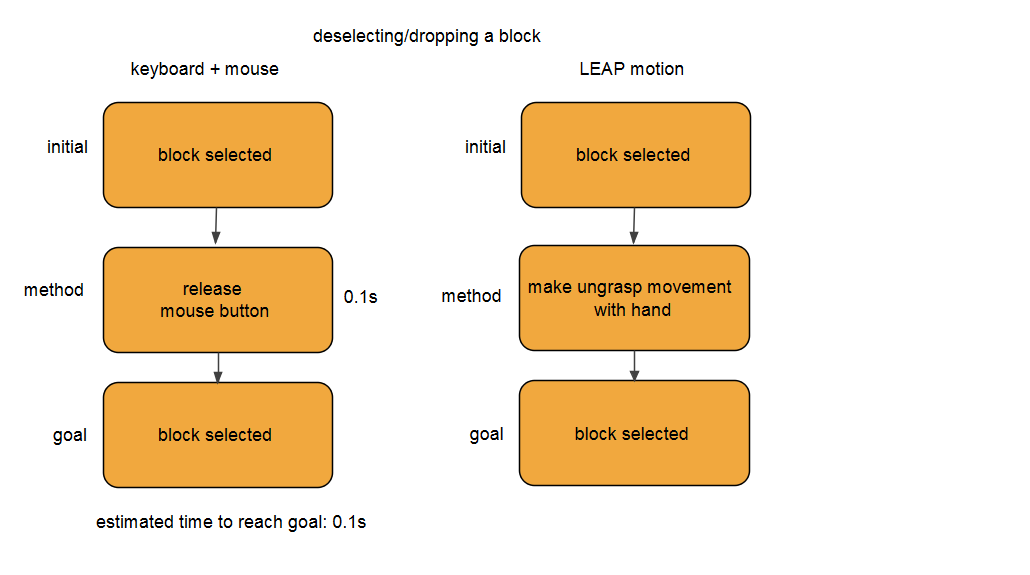 deselecting/dropping a block
keyboard + mouse
initial
block selected
method
release
mouse button
0.1s
goal
block selected
estimated time to reach goal: 0.1s
LEAP motion
initial
block selected
method
make ungrasp movement
with hand
goal
block selected